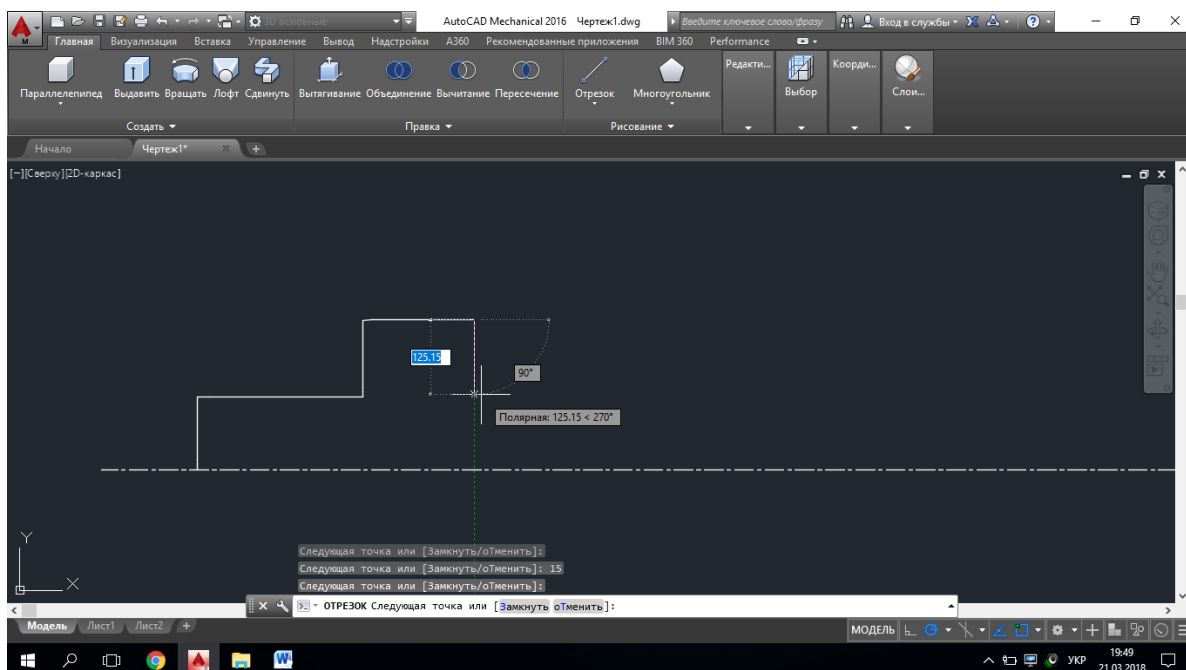 3D основные
AutoCAD Mechanical 2016 Чертеж1.dwg
Введите ключевое слово/фразу
Вход в службы
M
Главная Визуализация Вставка Управление Вывод Надстройки A360 Рекомендованные приложения BIM 360 Performance
Параллелепипед Выдавить Вращать Лофт Сдвинуть Вытягивание Объединение Вычитание Пересечение Отрезок Многоугольник Редакти... Выбор Коорди... Слои...
Создать Правка Рисование
Начало Чертеж1* +
[−][Сверху][2D-каркас]
125.15
90°
Полярная: 125.15 < 270°
Y
X
Следующая точка или [Замкнуть/оТменить]:
Следующая точка или [Замкнуть/оТменить]: 15
Следующая точка или [Замкнуть/оТменить]:
ОТРЕЗОК Следующая точка или [Замкнуть оТменить]:
Модель Лист1 Лист2 + МОДЕЛЬ
УКР 19:49
21.03.2018